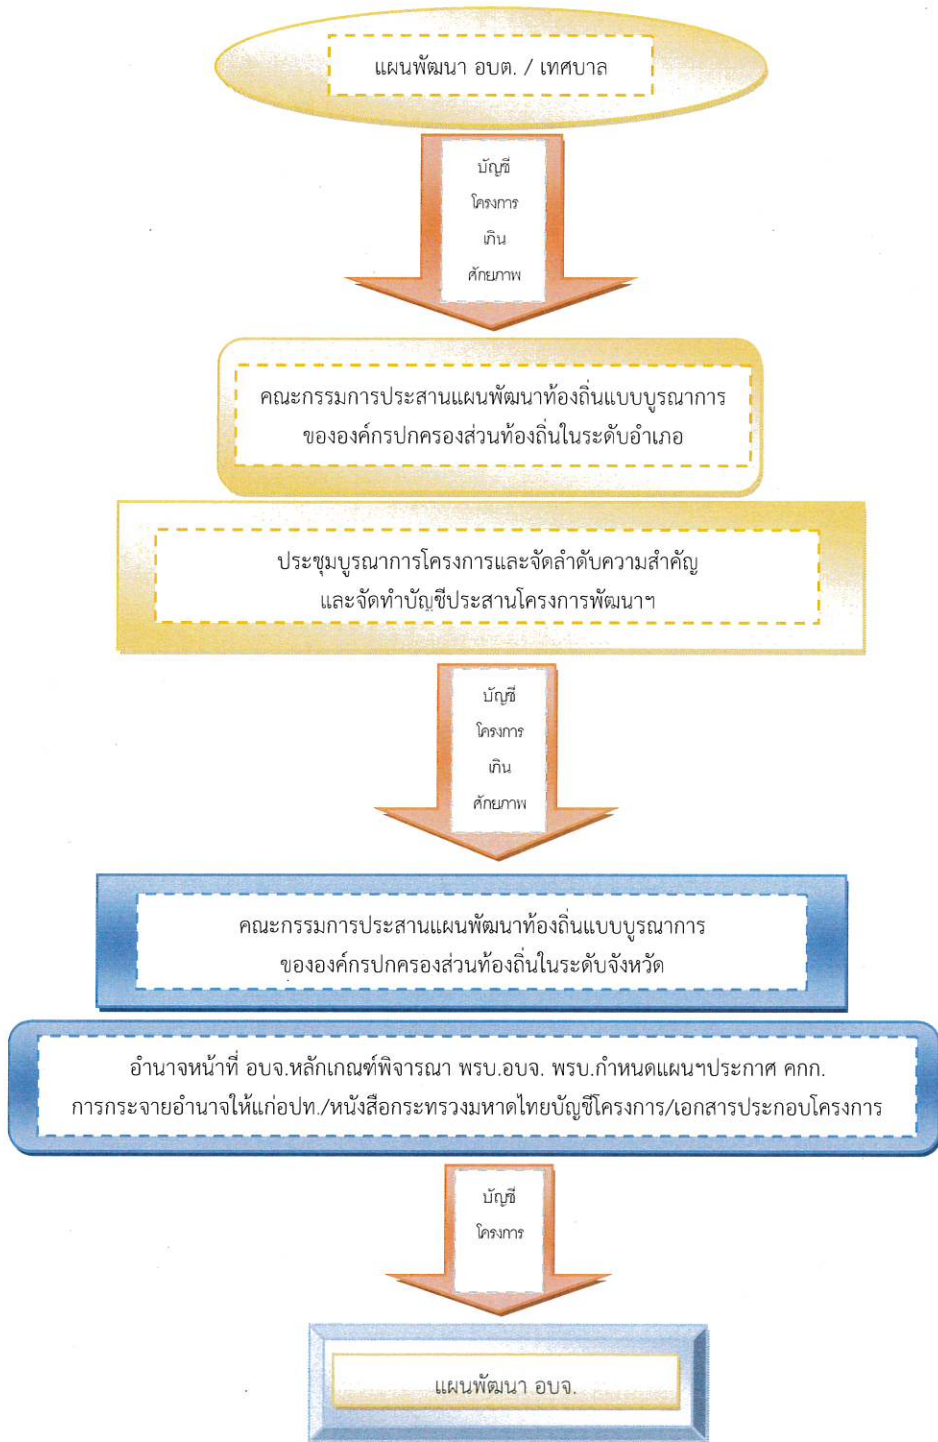 แผนพัฒนา อบต. / เทศบาล
บัญชี
โครงการ
เกิน
ศักยภาพ
คณะกรรมการประสานแผนพัฒนาท้องถิ่นแบบบูรณาการ
ขององค์กรปกครองส่วนท้องถิ่นในระดับอำเภอ
ประชุมบูรณาการโครงการและจัดลำดับความสำคัญ
และจัดทำบัญชีประสานโครงการพัฒนาฯ
บัญชี
โครงการ
เกิน
ศักยภาพ
คณะกรรมการประสานแผนพัฒนาท้องถิ่นแบบบูรณาการ
ขององค์กรปกครองส่วนท้องถิ่นในระดับจังหวัด
อำนาจหน้าที่ อบจ.หลักเกณฑ์พิจารณา พรบ.อบจ. พรบ.กำหนดแผนฯประกาศ คกก.
การกระจายอำนาจให้แก่อปท./หนังสือกระทรวงมหาดไทยบัญชีโครงการ/เอกสารประกอบโครงการ
บัญชี
โครงการ
แผนพัฒนา อบจ.